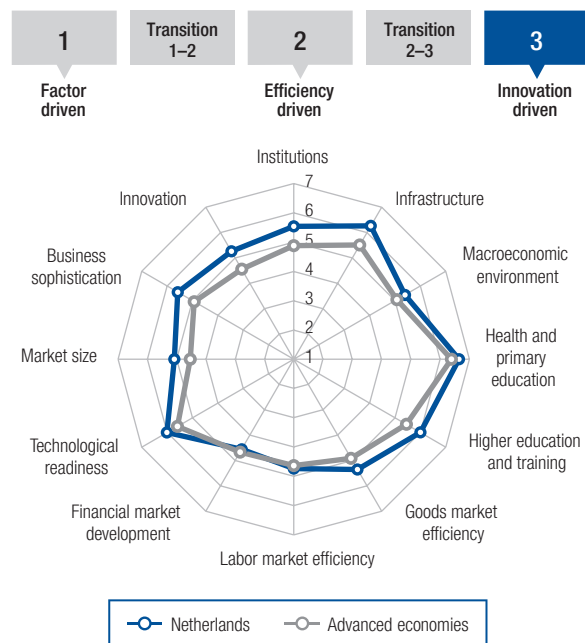 1
Transition
1–2
2
Transition
2–3
3
Factor
driven
Efficiency
driven
Innovation
driven
Institutions
7
Innovation
Infrastructure
6
5
Business
sophistication
Macroeconomic
environment
4
3
2
Market size
1
Health and
primary
education
Technological
readiness
Higher education
and training
Financial market
development
Goods market
efficiency
Labor market efficiency
Netherlands
Advanced economies